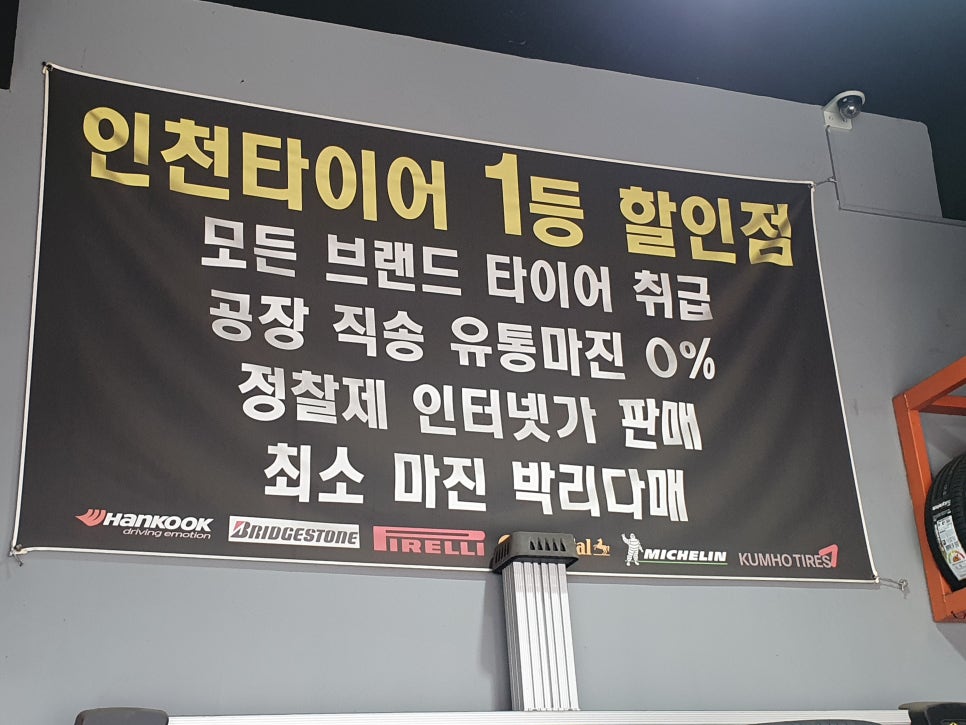 인천타이어 1등 할인점
모든 브랜드 타이어 취급
공장 직송 유통마진 0%
정찰제 인터넷가 판매
최소 마진 박리다매
HANKOOK
driving emotion
BRIDGESTONE
PIRELLI
MICHELIN
KUMHO TIRES